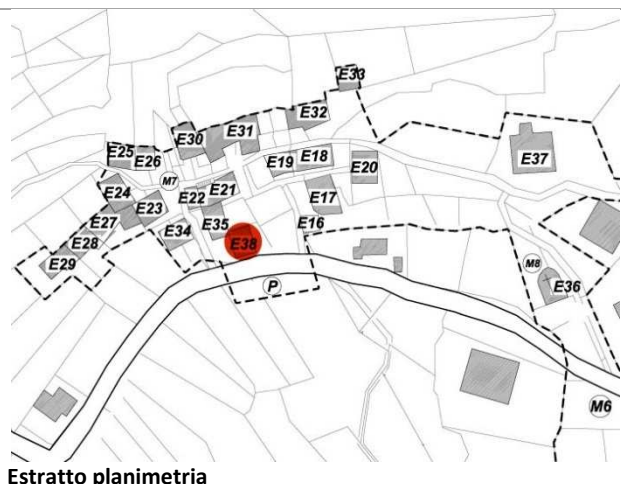 E33
E32
E30
E31
E25
E26
E19
E18
E37
E20
M7
E24
E22
E21
E17
E23
E27
E35
E16
E34
E38
E28
M8
E29
P
E36
M6
Estratto planimetria